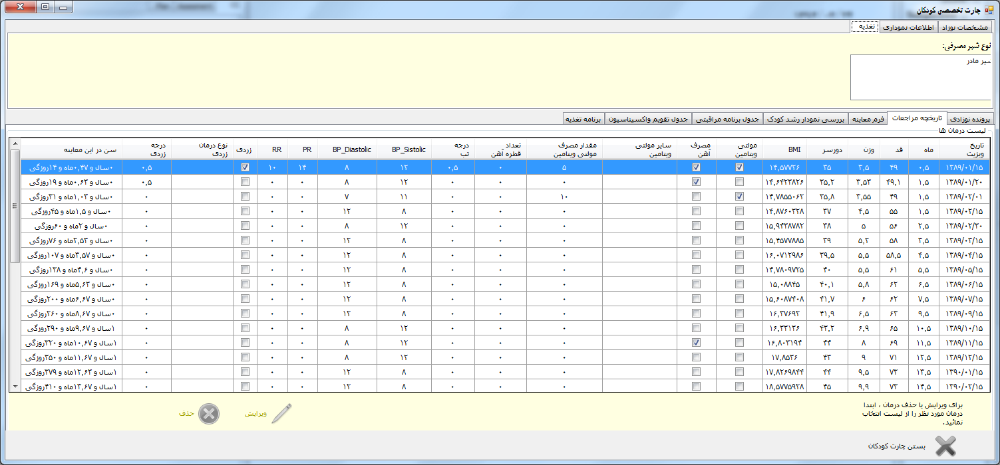 چارت تخصصی کودکان
مشخصات نوزاد اطلاعات نموداری تغذیه
نوع شیر مصرفی:
شیر مادر
پرونده نوزادی تاریخچه مراجعات فرم معاینه بررسی نمودار رشد کودک جدول برنامه مراقبتی جدول تقویم واکسیناسیون برنامه تغذیه
لیست درمان ها
تاریخ ویزیت ماه قد وزن دورسر BMI مولتی ویتامین مصرف آهن سایر مولتی ویتامین مقدار مصرف مولتی ویتامین تعداد قطره آهن درجه تب BP_Sistolic BP_Diastolic PR RR زردی نوع درمان زردی درجه زردی سن در این معاینه
۱۳۸۹/۰۱/۱۵ ۰,۵ ۴۹ ۳,۵ ۳۵ ۱۴,۵۷۷۲۶ ۵ ۰ ۰,۵ ۱۲ ۸ ۱۴ ۱۰ ۰,۵ ۰سال و ۰,۴۷ماه و ۱۴روزگی
۱۳۸۹/۰۱/۲۰ ۱,۵ ۴۹,۱ ۳,۵۳ ۳۵,۲ ۱۴,۶۴۲۳۸۲۶ ۰ ۰ ۰ ۱۲ ۸ ۰ ۰ ۰,۵ ۰سال و ۰,۶۳ماه و ۱۹روزگی
۱۳۸۹/۰۲/۰۱ ۱,۵ ۴۹ ۳,۵۵ ۳۵,۸ ۱۴,۷۸۵۵۰۶۲ ۱۰ ۰ ۰ ۱۱ ۷ ۰ ۰ ۰ ۰سال و ۱,۰۳ماه و ۳۱روزگی
۱۳۸۹/۰۲/۱۵ ۱,۵ ۵۵ ۴,۵ ۳۷ ۱۴,۸۷۶۰۳۲۸ ۰ ۰ ۰ ۸ ۱۲ ۰ ۰ ۰ ۰سال و ۱,۵ماه و ۴۵روزگی
۱۳۸۹/۰۲/۳۰ ۲,۵ ۵۶ ۵ ۳۸ ۱۵,۹۴۳۸۷۸۲ ۰ ۰ ۰ ۱۲ ۸ ۰ ۰ ۰ ۰سال و ۲ماه و ۶۰روزگی
۱۳۸۹/۰۳/۱۵ ۳,۵ ۵۸ ۵,۲ ۳۹ ۱۵,۴۵۷۷۸۸۵ ۰ ۰ ۰ ۸ ۱۲ ۰ ۰ ۰ ۰سال و ۲,۵۳ماه و ۷۶روزگی
۱۳۸۹/۰۴/۱۵ ۴,۵ ۵۸,۵ ۵,۵ ۳۹,۵ ۱۶,۰۷۱۲۹۸۶ ۰ ۰ ۰ ۸ ۱۲ ۰ ۰ ۰ ۰سال و ۳,۵۷ماه و ۱۰۷روزگی
۱۳۸۹/۰۵/۱۵ ۵,۵ ۶۱ ۵,۵ ۴۰ ۱۴,۷۸۰۹۷۲۵ ۰ ۰ ۰ ۸ ۱۲ ۰ ۰ ۰ ۰سال و ۴,۶ماه و ۱۳۸روزگی
۱۳۸۹/۰۶/۱۵ ۶,۵ ۶۲ ۵,۸ ۴۰,۱ ۱۵,۰۸۸۴۵ ۰ ۰ ۰ ۸ ۱۲ ۰ ۰ ۰ ۰سال و ۵,۶۳ماه و ۱۶۹روزگی
۱۳۸۹/۰۷/۱۵ ۷,۵ ۶۲ ۶ ۴۱,۷ ۱۵,۶۰۸۷۴۰۸ ۰ ۰ ۰ ۸ ۱۲ ۰ ۰ ۰ ۰سال و ۶,۶۷ماه و ۲۰۰روزگی
۱۳۸۹/۰۹/۱۵ ۹,۵ ۶۳ ۶,۵ ۴۱,۹ ۱۶,۳۷۶۹۲ ۰ ۰ ۰ ۸ ۱۲ ۰ ۰ ۰ ۰سال و ۸,۶۷ماه و ۲۶۰روزگی
۱۳۸۹/۱۰/۱۵ ۱۰,۵ ۶۵ ۶,۹ ۴۳,۲ ۱۶,۳۳۱۳۶ ۰ ۰ ۰ ۱۲ ۸ ۰ ۰ ۰ ۱سال و ۹,۶۷ماه و ۲۹۰روزگی
۱۳۸۹/۱۱/۱۵ ۱۱,۵ ۶۹ ۸ ۴۴ ۱۶,۸۰۳۱۹۴ ۰ ۰ ۰ ۱۲ ۸ ۰ ۰ ۰ ۱سال و ۱۰,۶۷ماه و ۳۲۰روزگی
۱۳۸۹/۱۲/۱۵ ۱۲,۵ ۷۱ ۹ ۴۳ ۱۷,۸۵۳۶ ۰ ۰ ۰ ۱۲ ۸ ۰ ۰ ۰ ۱سال و ۱۱,۶۷ماه و ۳۵۰روزگی
۱۳۹۰/۰۱/۱۵ ۱۳,۵ ۷۳ ۹,۵ ۴۴ ۱۷,۸۲۶۹۸۴۴ ۰ ۰ ۰ ۸ ۱۲ ۰ ۰ ۰ ۱سال و ۱۲,۶۳ماه و ۳۷۹روزگی
۱۳۹۰/۰۲/۱۵ ۱۴,۵ ۷۳ ۹,۹ ۴۵ ۱۸,۵۷۷۵۹۲۸ ۰ ۰ ۰ ۸ ۱۲ ۰ ۰ ۰ ۱سال و ۱۳,۶۷ماه و ۴۱۰روزگی
برای ویرایش یا حذف درمان ، ابتدا
درمان مورد نظر را از لیست انتخاب
نمائید.
ویرایش حذف
بستن چارت کودکان